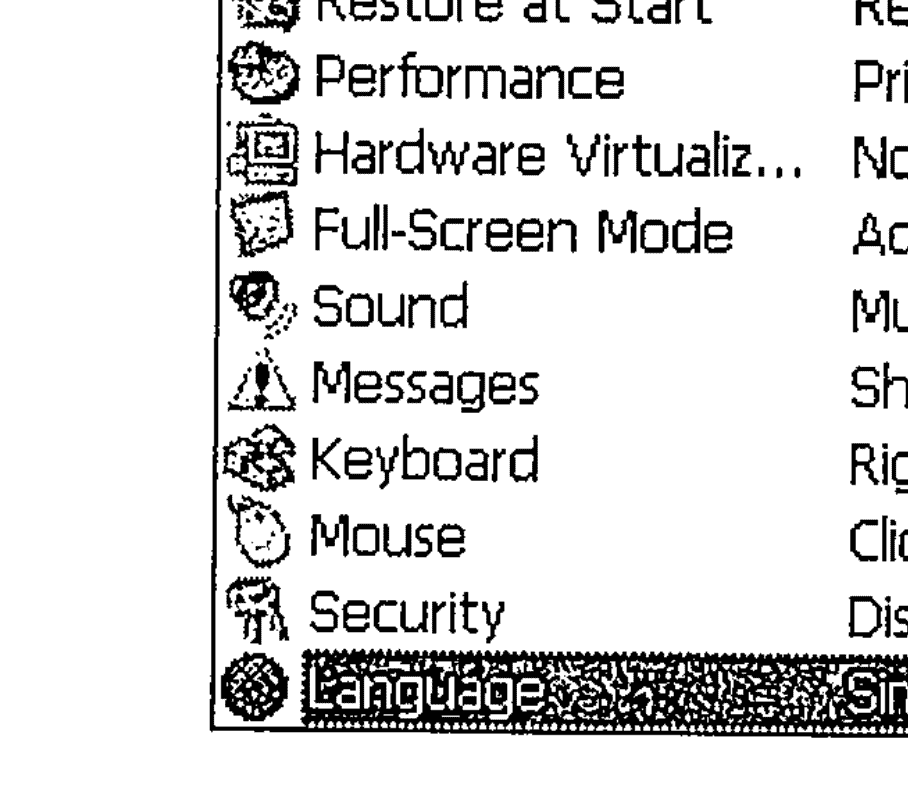 Restore at Start Re
Performance Pri
Hardware Virtualiz... No
Full-Screen Mode Ac
Sound Mu
Messages Sh
Keyboard Rig
Mouse Clic
Security Dis
Language Sin